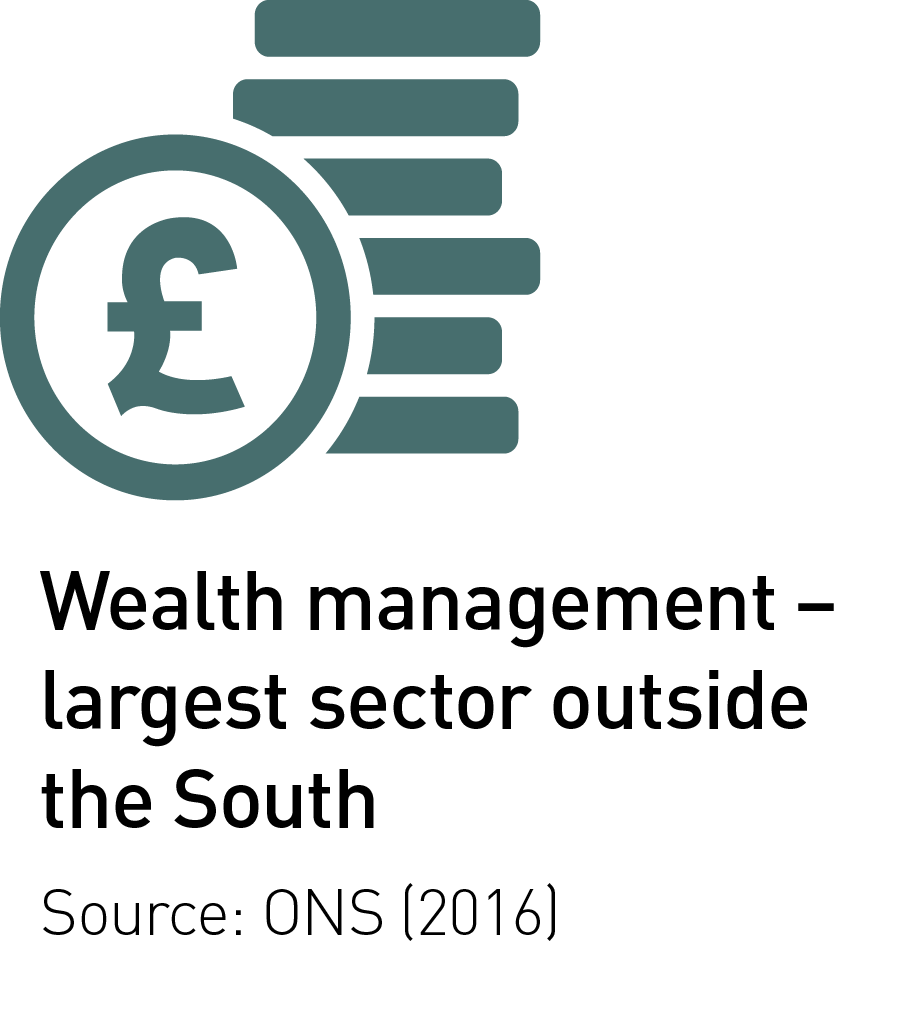 £
Wealth management –
largest sector outside
the South
Source: ONS (2016)